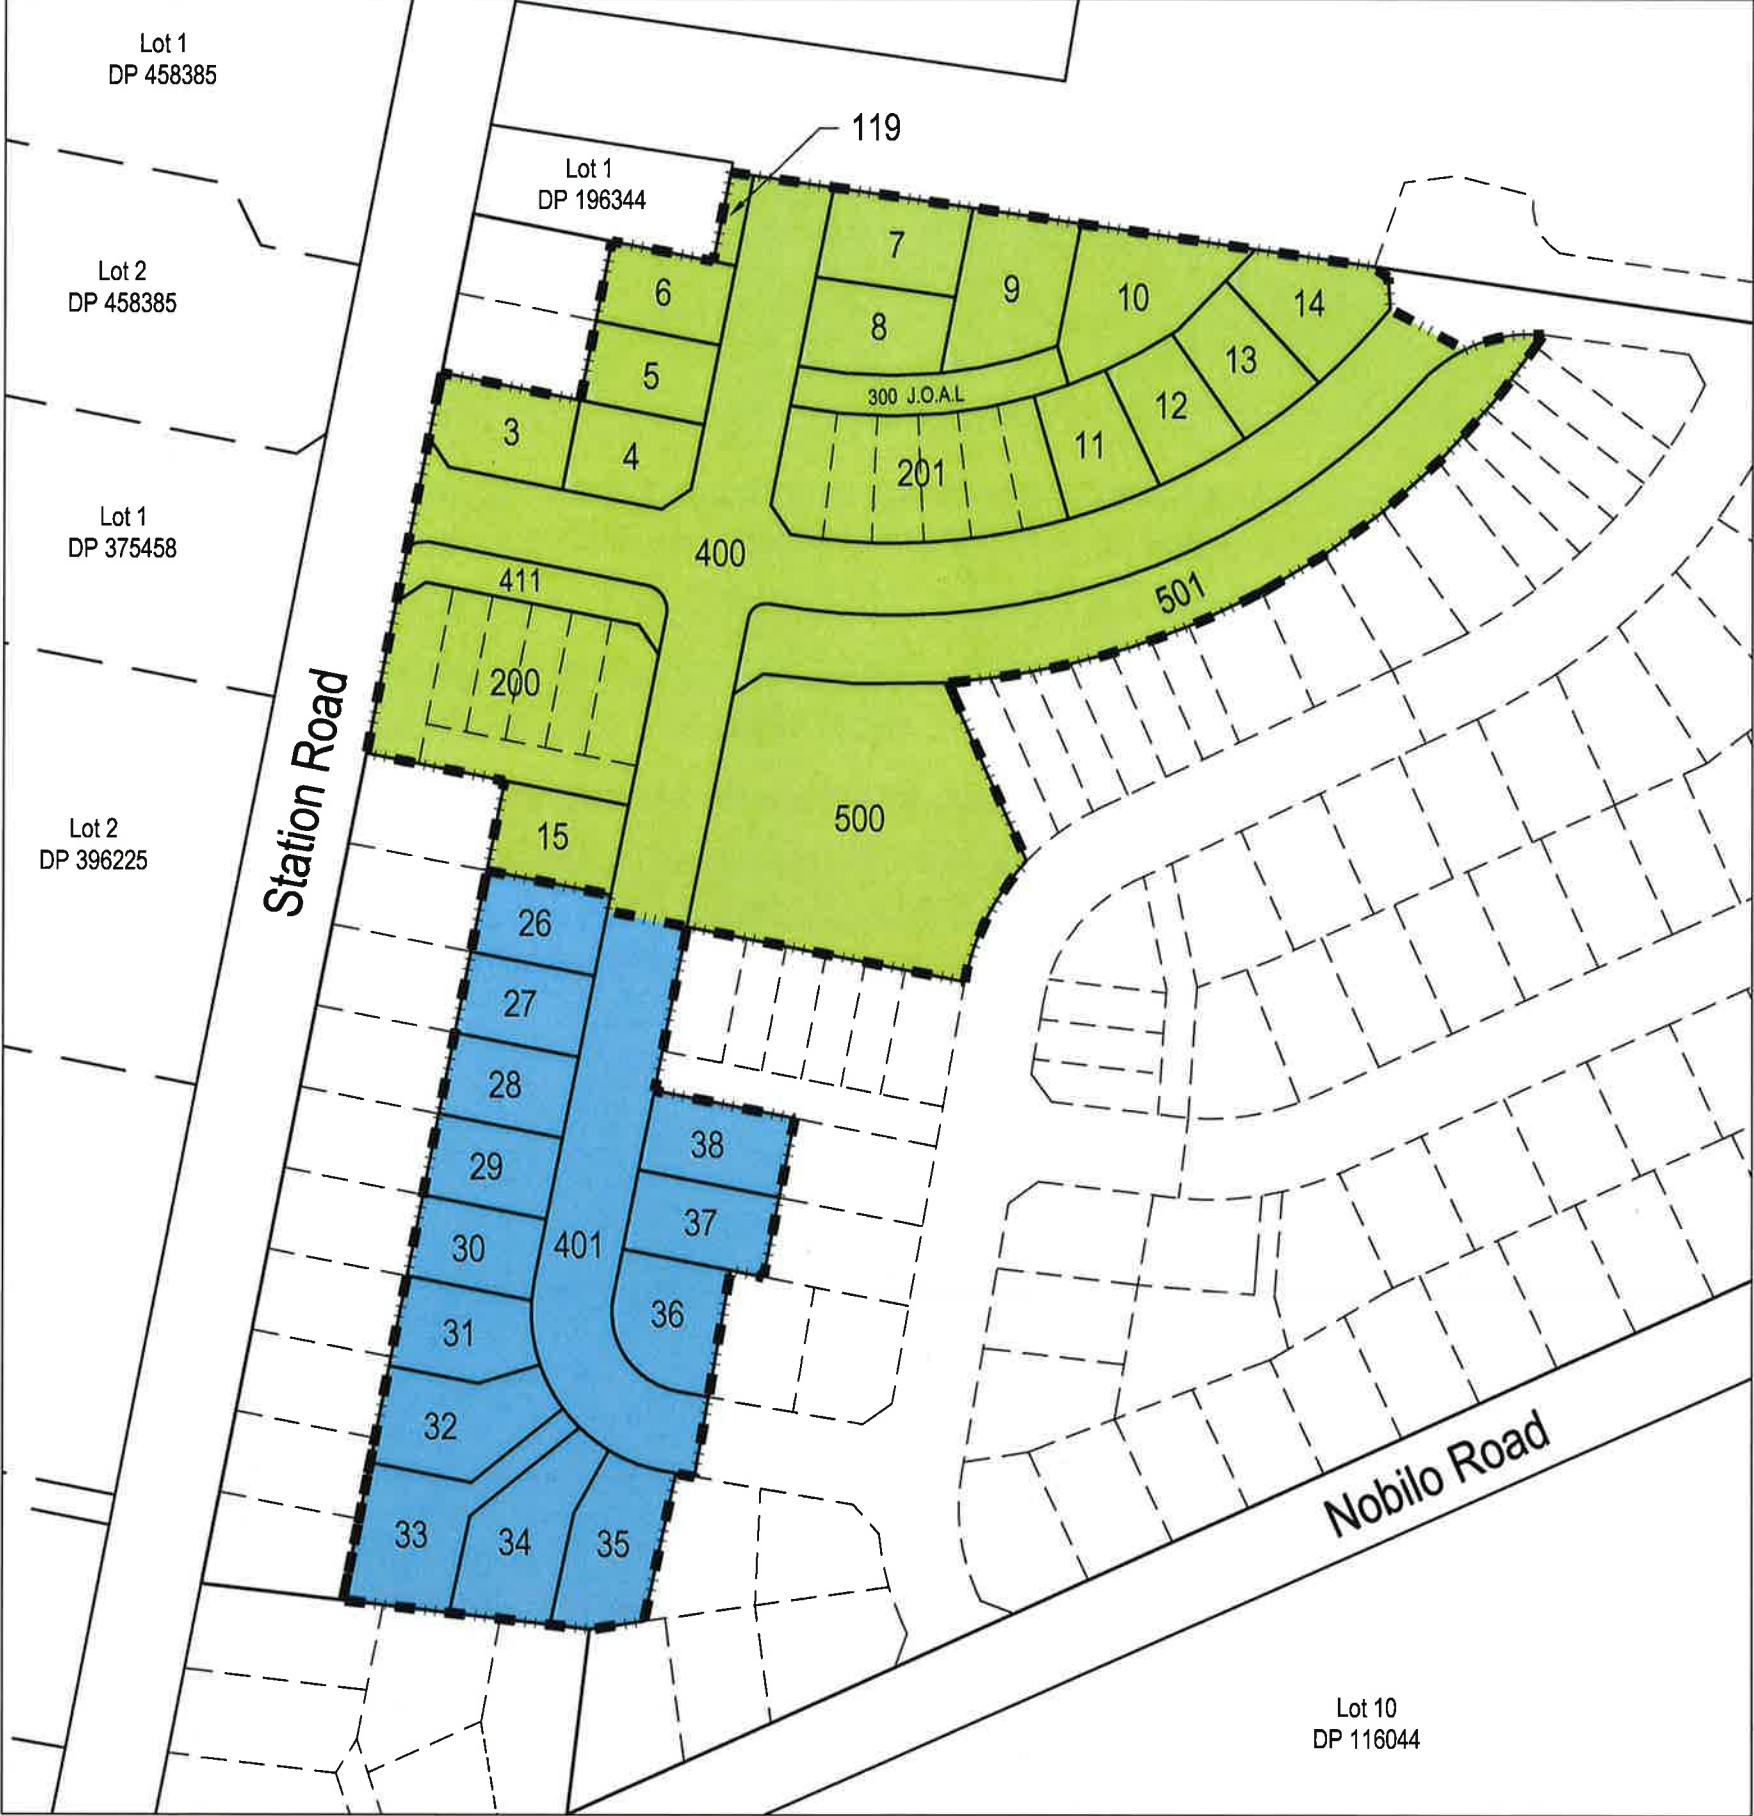 Lot 1
DP 458385
119
Lot 1
DP 196344
7
6
9
10
14
Lot 2
DP 458385
8
13
5
300 J.O.A.L
12
3
4
11
201
Lot 1
DP 375458
400
411
501
200
Station Road
500
15
Lot 2
DP 396225
26
27
28
38
29
37
30
401
36
31
32
33
34
35
Nobilo Road
Lot 10
DP 116044